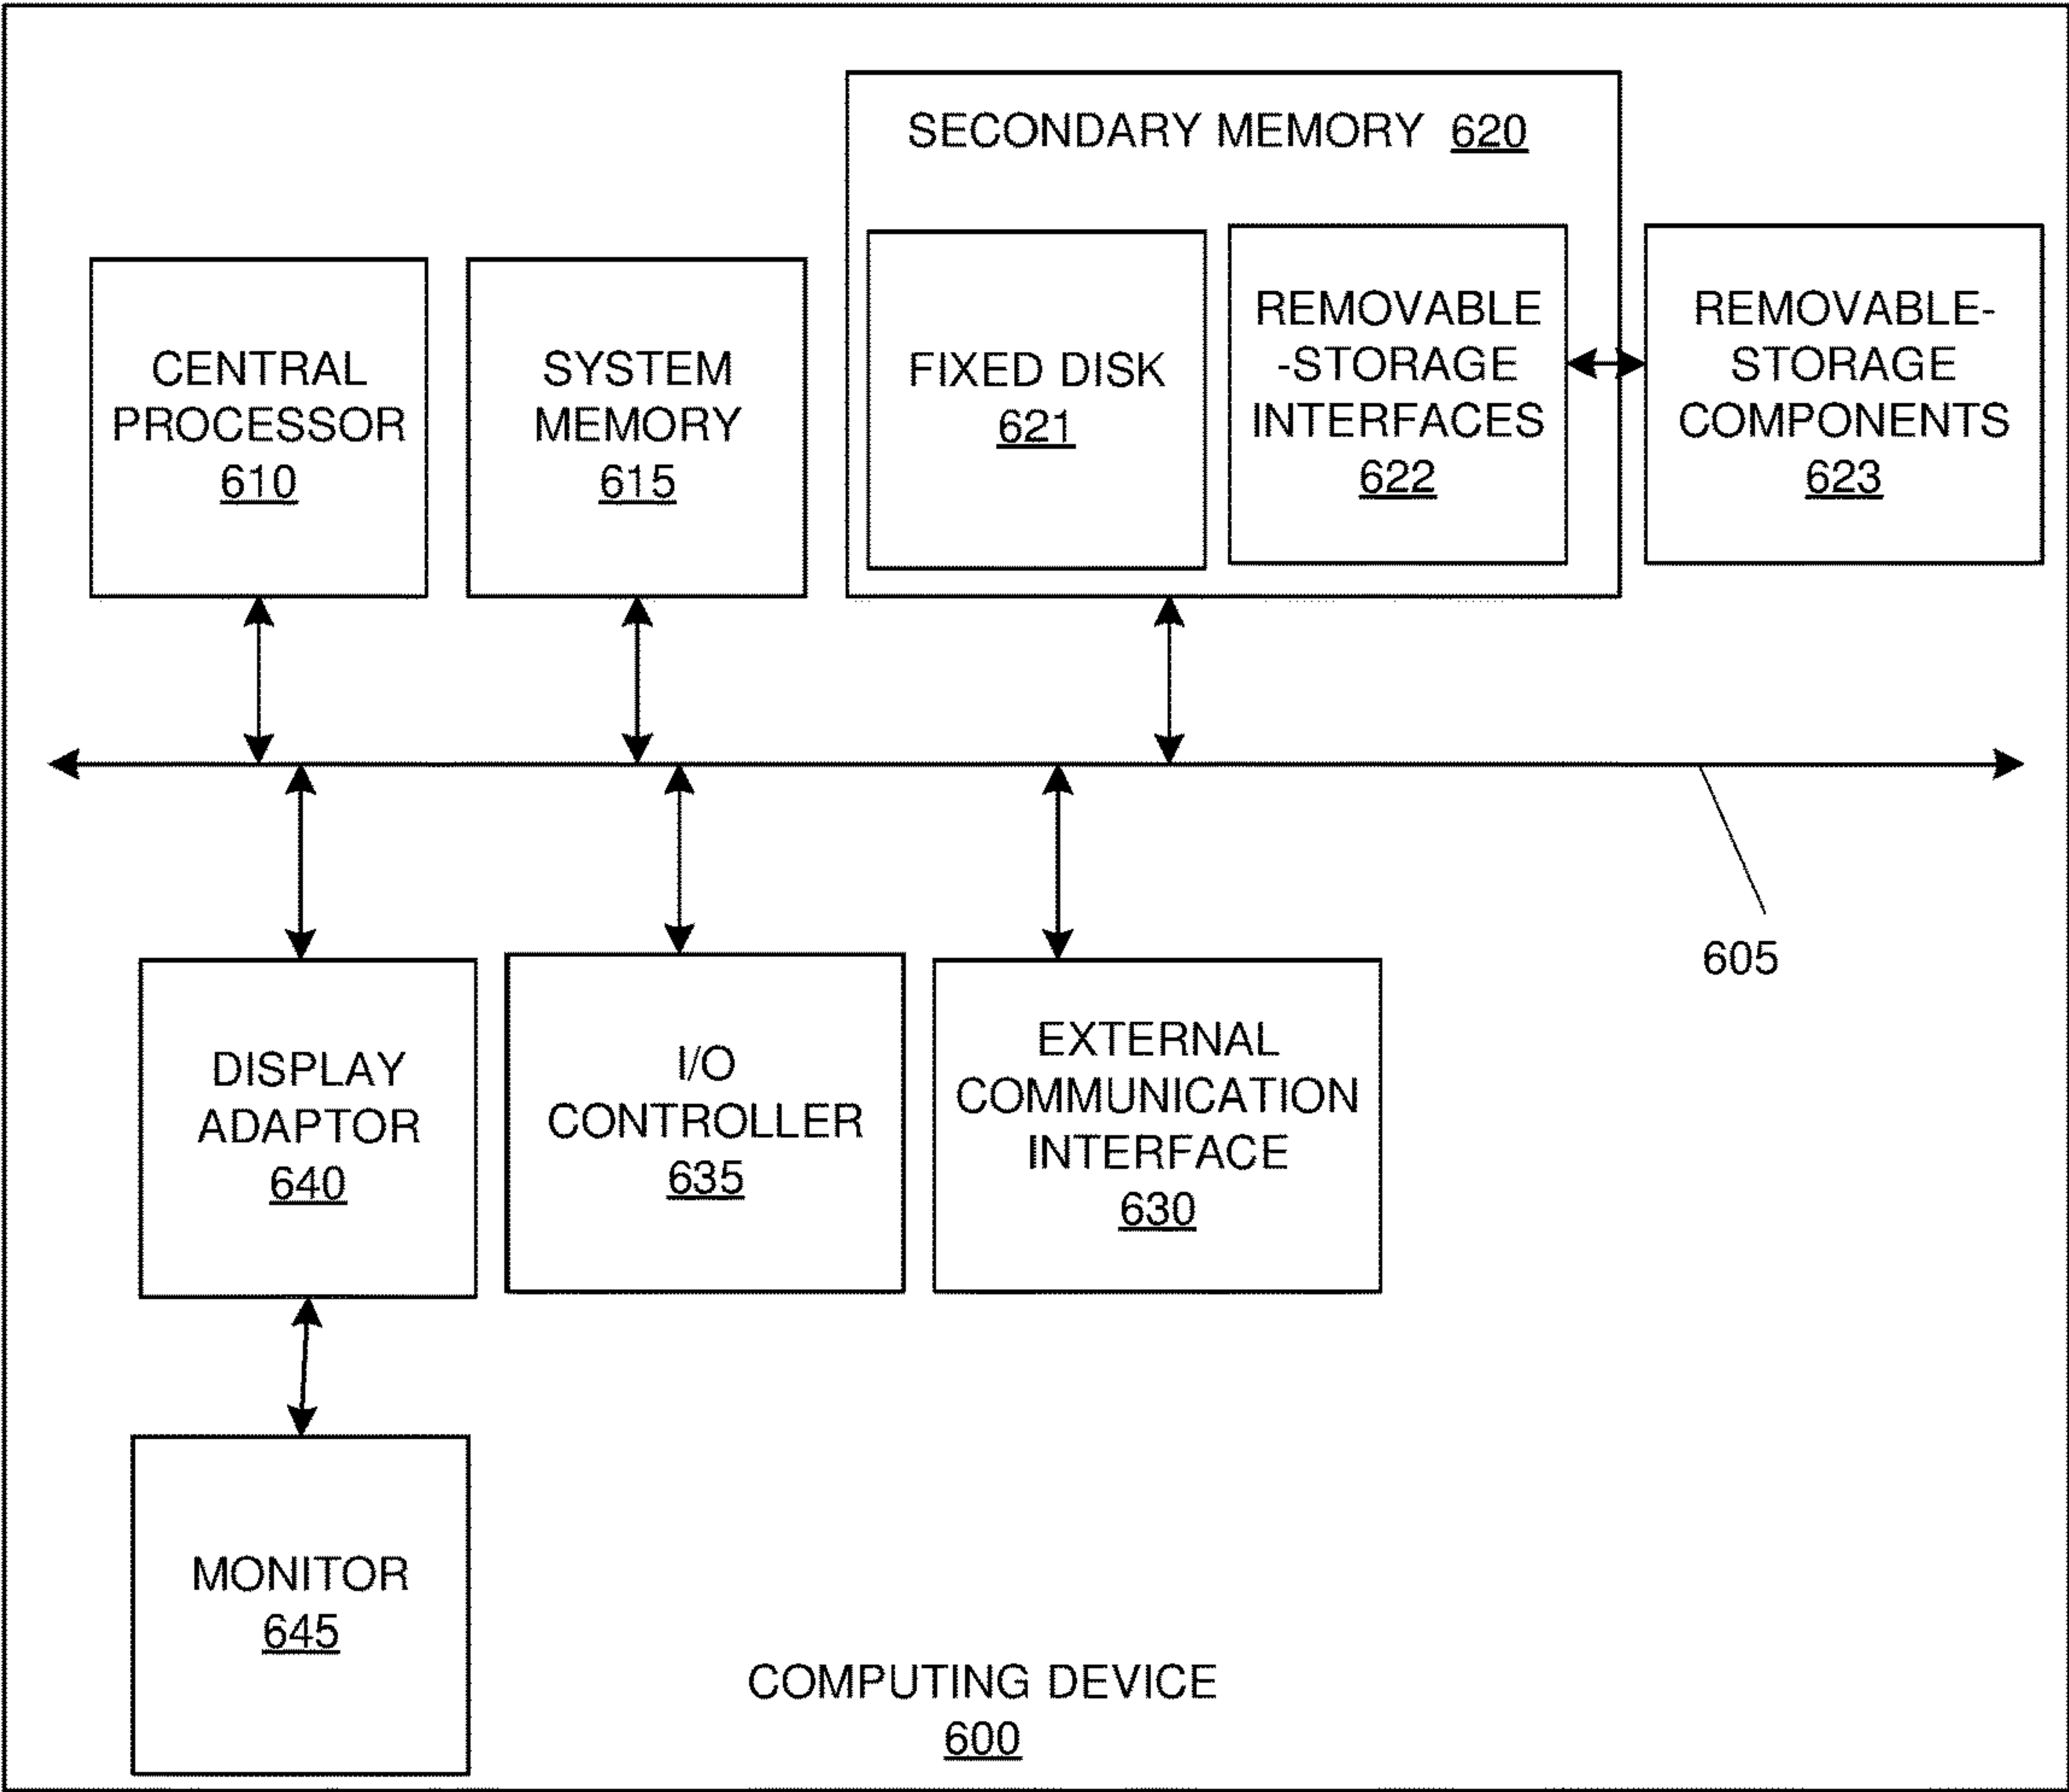 SECONDARY MEMORY 620
CENTRAL
PROCESSOR
610
SYSTEM
MEMORY
615
FIXED DISK
621
REMOVABLE
-STORAGE
INTERFACES
622
REMOVABLE-
STORAGE
COMPONENTS
623
605
DISPLAY
ADAPTOR
640
I/O
CONTROLLER
635
EXTERNAL
COMMUNICATION
INTERFACE
630
MONITOR
645
COMPUTING DEVICE
600